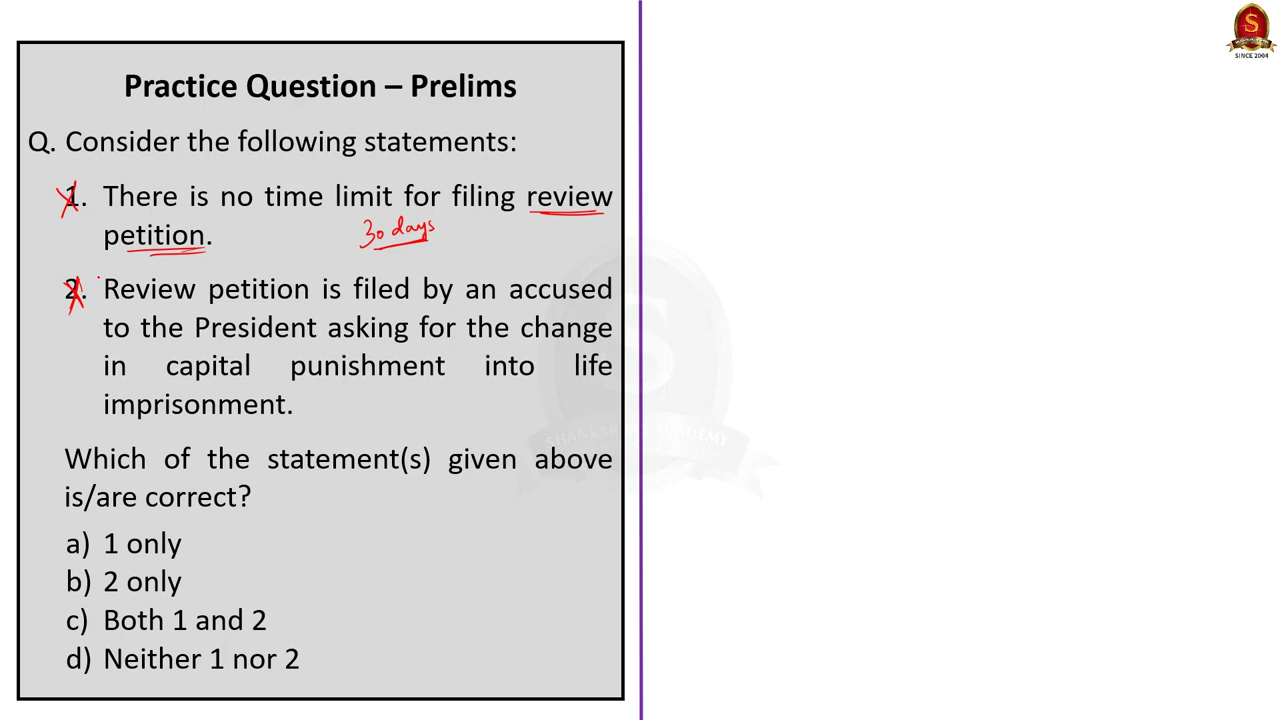 S
SINCE 2004
Practice Question – Prelims
Q. Consider the following statements:
1. There is no time limit for filing review
petition.
30 days
2. Review petition is filed by an accused
to the President asking for the change
in capital punishment into life
imprisonment.
Which of the statement(s) given above
is/are correct?
a) 1 only
b) 2 only
c) Both 1 and 2
d) Neither 1 nor 2
S
ACADEMY